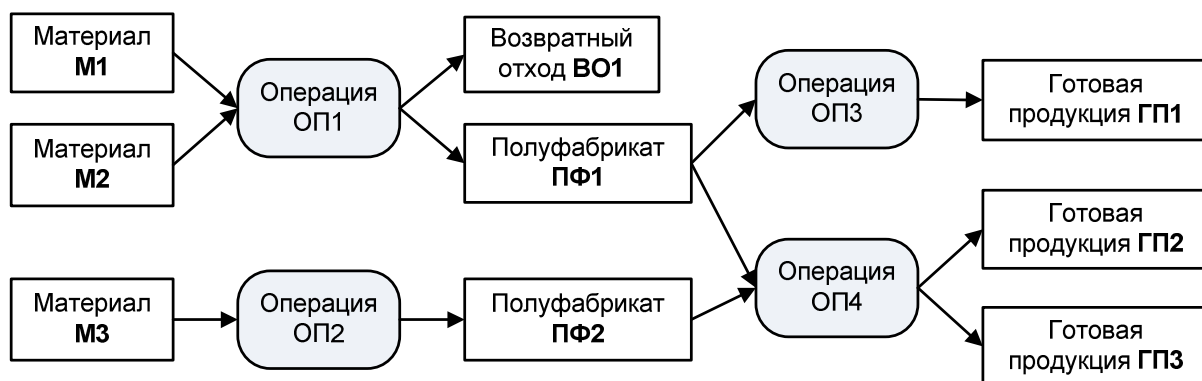 Материал
М1
Материал
М2
Операция
ОП1
Возвратный
отход ВО1
Полуфабрикат
ПФ1
Операция
ОП3
Готовая
продукция ГП1
Материал
М3
Операция
ОП2
Полуфабрикат
ПФ2
Операция
ОП4
Готовая
продукция ГП2
Готовая
продукция ГП3